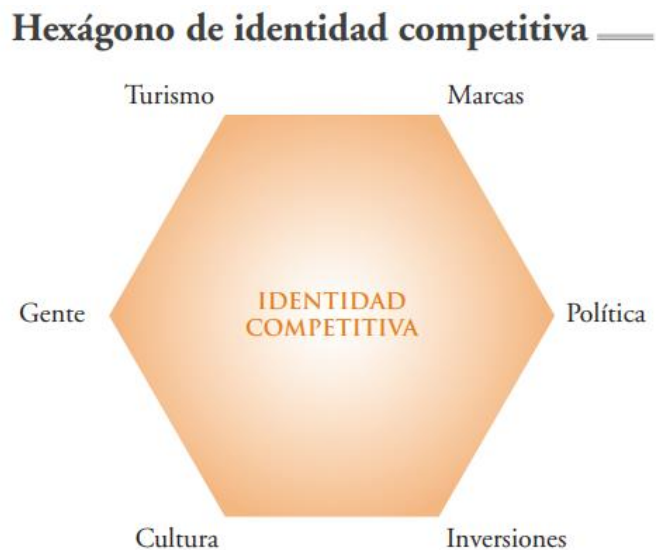 Hexágono de identidad competitiva
Turismo
Marcas
Gente
IDENTIDAD
COMPETITIVA
Política
Cultura
Inversiones